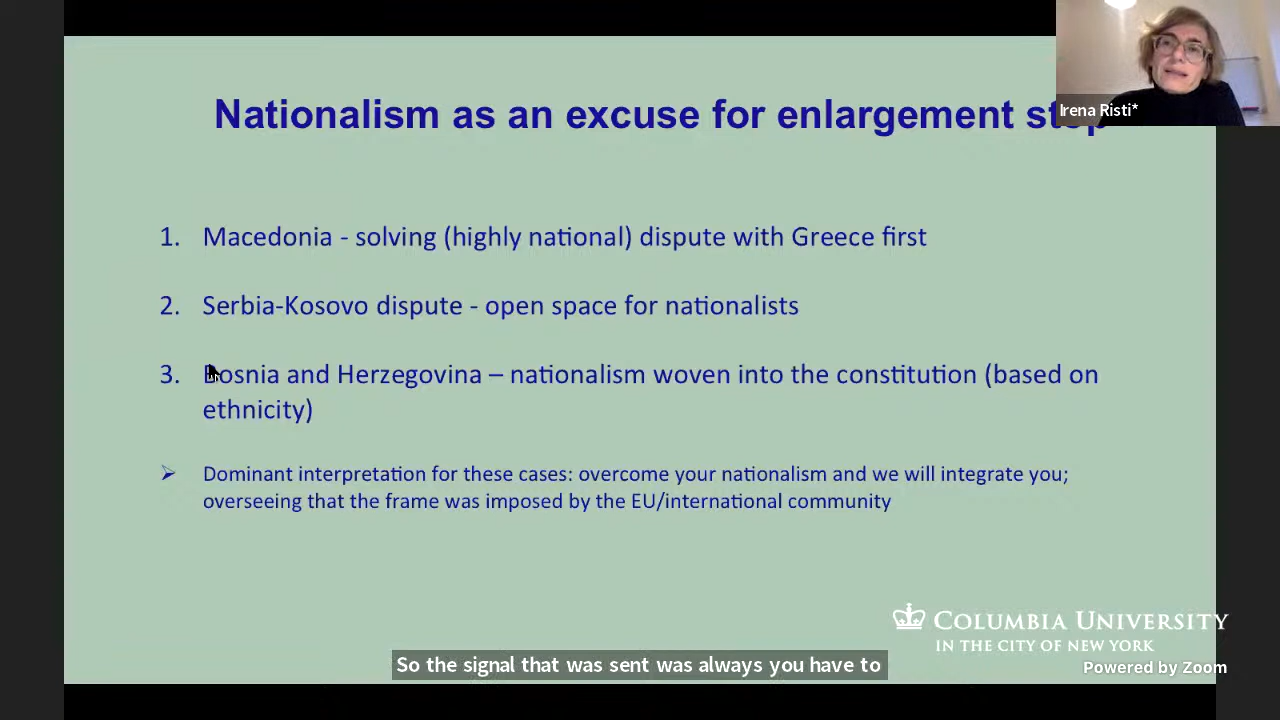 Nationalism as an excuse for enlargement stop
Irena Risti*
1. Macedonia - solving (highly national) dispute with Greece first
2. Serbia-Kosovo dispute - open space for nationalists
3. Bosnia and Herzegovina – nationalism woven into the constitution (based on
ethnicity)
➢ Dominant interpretation for these cases: overcome your nationalism and we will integrate you;
overseeing that the frame was imposed by the EU/international community
COLUMBIA UNIVERSITY
IN THE CITY OF NEW YORK
So the signal that was sent was always you have to
Powered by Zoom